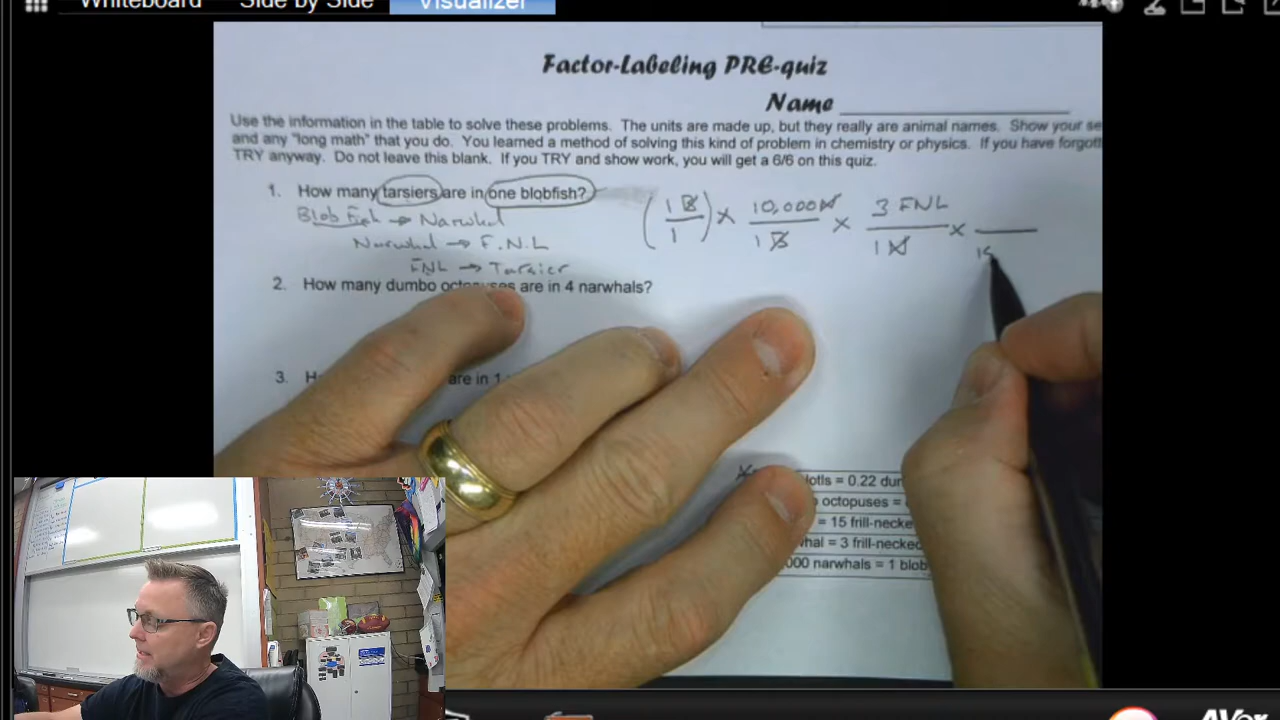 Whiteboard Side by Side Visualizer
Factor-Labeling PRE-quiz
Name
Use the information in the table to solve these problems. The units are made up, but they really are animal names. Show your
and any "long math" that you do. You learned a method of solving this kind of problem in chemistry or physics. If you have
TRY anyway. Do not leave this blank. If you TRY and show work, you will get a 6/6 on this quiz.
1. How many tarsiers are in one blobfish?
Blob Fish → Narwhal
Narwhal → F.N.L
FNL → Tarsier
(1 B / 1) × 10,000 N / 1 B × 3 FNL / 1 N × 15
2. How many dumbo octopuses are in 4 narwhals?
3. are in 1
= 0.22
octopuses =
= 15 frill-necke
= 3 frill-necked
000 narwhals = 1 blob
AVer